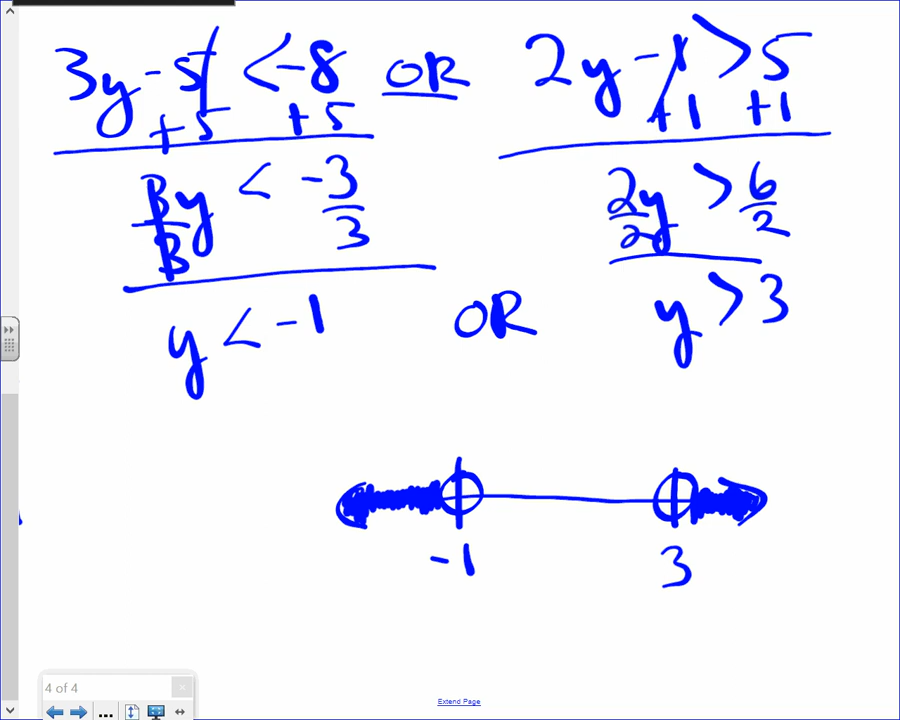 3y - 5 < -8 OR 2y - 1 > 5
+ 5 + 5 + 1 + 1
3y < -3 2y > 6
3 3 2 2
y < -1 OR y > 3
-1 3
4 of 4
...
Extend Page